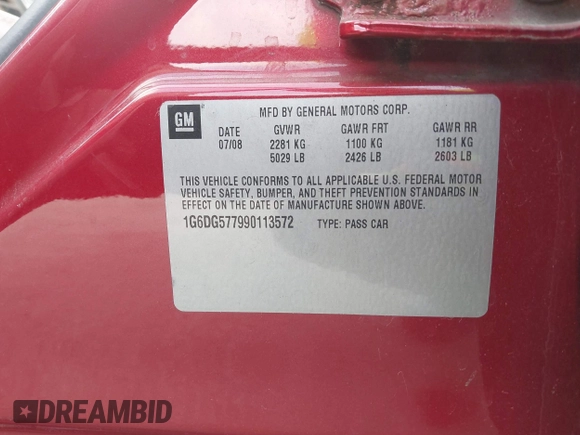 GM
MFD BY GENERAL MOTORS CORP.
DATE GVWR GAWR FRT GAWR RR
07/08 2281 KG 1100 KG 1181 KG
5029 LB 2426 LB 2603 LB
THIS VEHICLE CONFORMS TO ALL APPLICABLE U.S. FEDERAL MOTOR
VEHICLE SAFETY, BUMPER, AND THEFT PREVENTION STANDARDS IN
EFFECT ON THE DATE OF MANUFACTURE SHOWN ABOVE.
1G6DG577990113572 TYPE: PASS CAR
DREAMBID